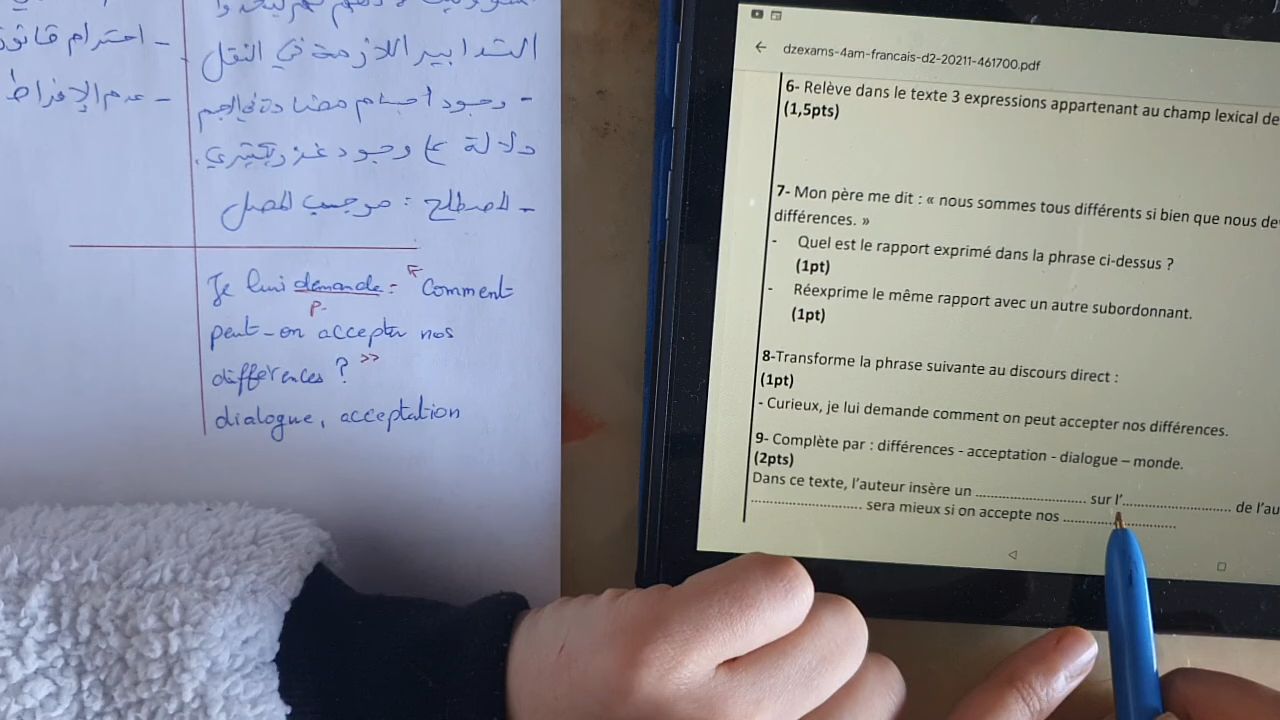 احترام قانون
- عدم الإفراط
التدابير اللازمة في النقل
- وجود أجسام مضادة في الجسم
دلالة على وجود غزو بكتيري.
- المصطلح : موجب المصل
Je lui demande : « Comment
P-
peut-on accepter nos
différences ? »
dialogue, acceptation
dzexams-4am-francais-d2-20211-461700.pdf
6- Relève dans le texte 3 expressions appartenant au champ lexical de
(1,5pts)
7- Mon père me dit : « nous sommes tous différents si bien que nous de
différences. »
- Quel est le rapport exprimé dans la phrase ci-dessus ?
(1pt)
- Réexprime le même rapport avec un autre subordonnant.
(1pt)
8-Transforme la phrase suivante au discours direct :
(1pt)
- Curieux, je lui demande comment on peut accepter nos différences.
9- Complète par : différences - acceptation - dialogue – monde.
(2pts)
Dans ce texte, l'auteur insère un ........................... sur l'........................... de l'au
........................... sera mieux si on accepte nos ...........................